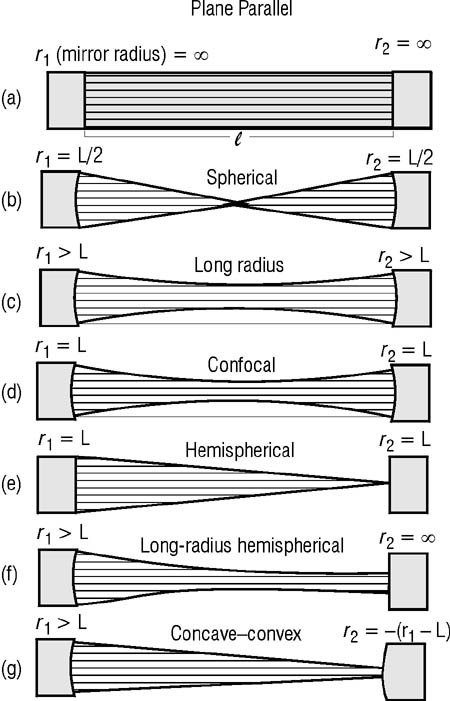 Plane Parallel
r₁ (mirror radius) = ∞
r₂ = ∞
(a)
ℓ
r₁ = L/2
r₂ = L/2
Spherical
(b)
r₁ > L
r₂ > L
Long radius
(c)
r₁ = L
r₂ = L
Confocal
(d)
r₁ = L
r₂ = L
Hemispherical
(e)
r₁ > L
r₂ = ∞
Long-radius hemispherical
(f)
r₁ > L
r₂ = –(r₁ – L)
Concave–convex
(g)